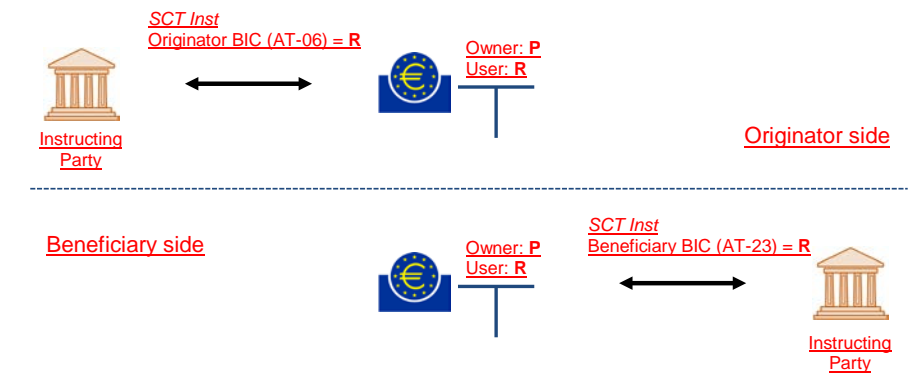 SCT Inst
Originator BIC (AT-06) = R
Owner: P
User: R
Instructing
Party
Originator side
Beneficiary side
SCT Inst
Beneficiary BIC (AT-23) = R
Owner: P
User: R
Instructing
Party